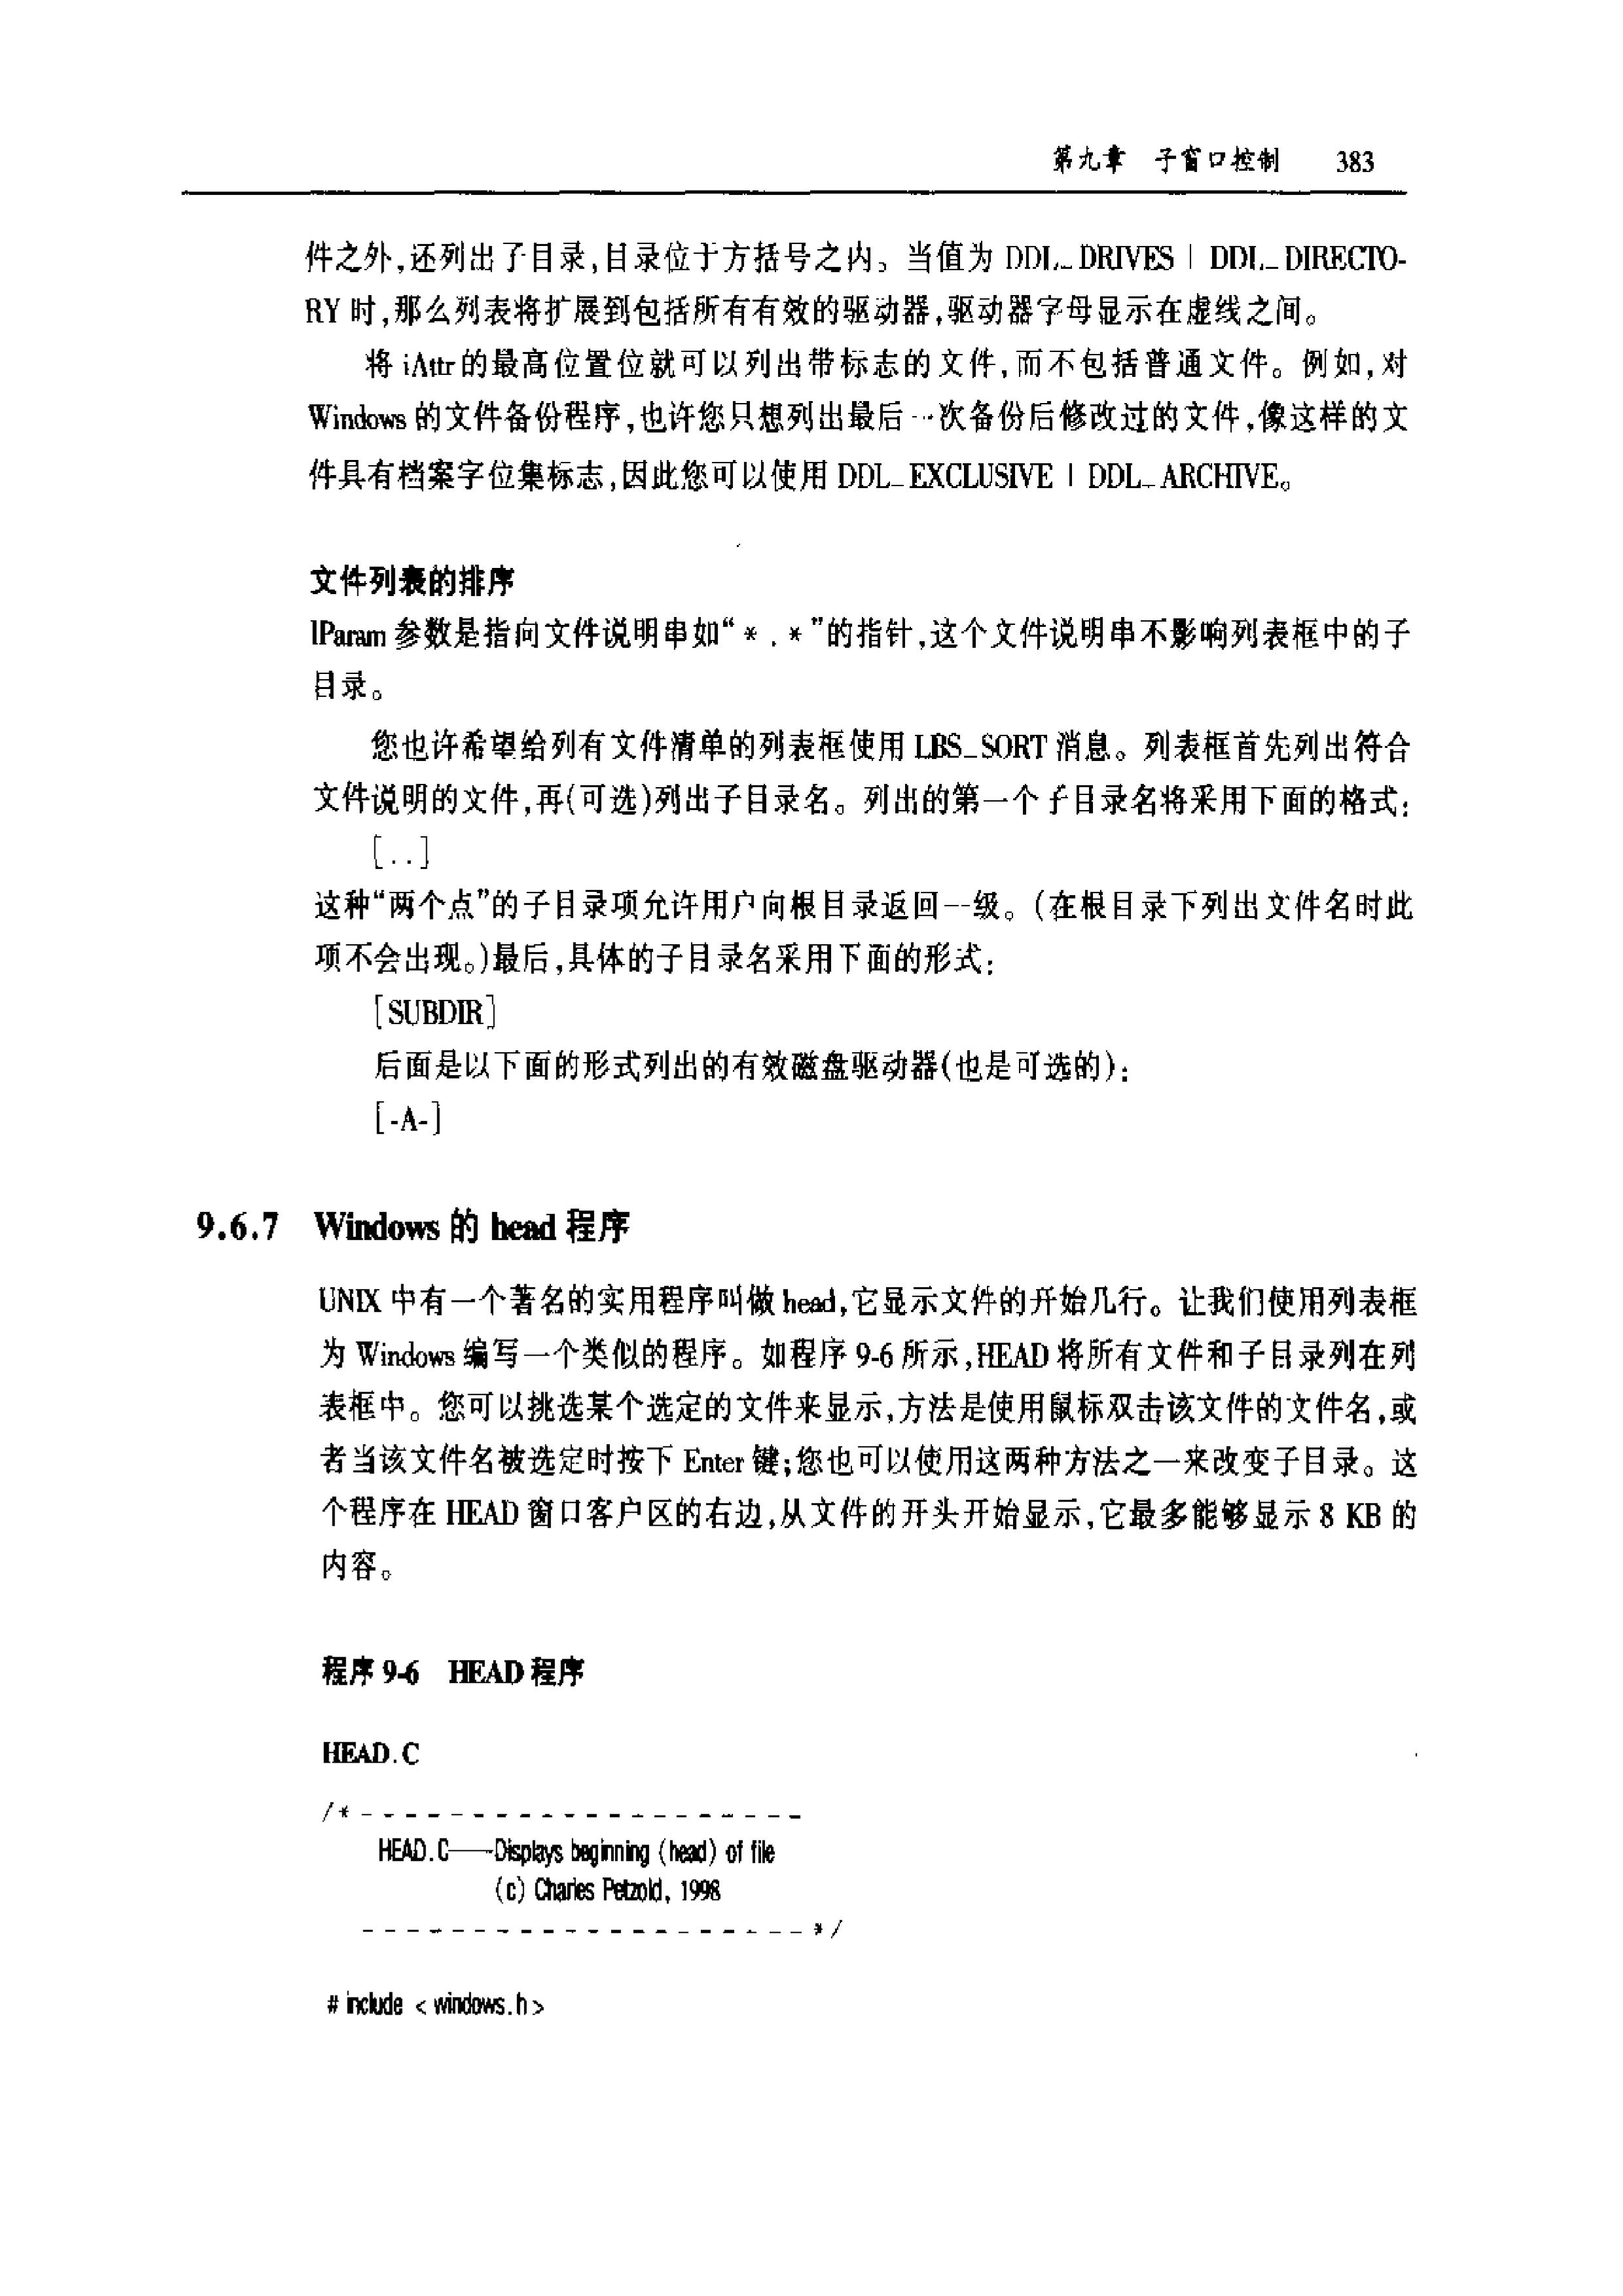 第九章 子窗口控制 383
件之外,还列出了目录,目录位于方括号之内。当值为 DDL_DRIVES | DDL_DIRECTO-
RY 时,那么列表将扩展到包括所有有效的驱动器,驱动器字母显示在虚线之间。
将 iAttr 的最高位置位就可以列出带标志的文件,而不包括普通文件。例如,对
Windows 的文件备份程序,也许您只想列出最后一次备份后修改过的文件,像这样的文
件具有档案字位集标志,因此您可以使用 DDL_EXCLUSIVE | DDL_ARCHIVE。
文件列表的排序
lParam 参数是指向文件说明串如“*.*”的指针,这个文件说明串不影响列表框中的子
目录。
您也许希望给列有文件清单的列表框使用 LBS_SORT 消息。列表框首先列出符合
文件说明的文件,再(可选)列出子目录名。列出的第一个子目录名将采用下面的格式:
[..]
这种“两个点”的子目录项允许用户向根目录返回一级。(在根目录下列出文件名时此
项不会出现。)最后,具体的子目录名采用下面的形式:
[SUBDIR]
后面是以下面的形式列出的有效磁盘驱动器(也是可选的):
[-A-]
9.6.7 Windows 的 head 程序
UNIX 中有一个著名的实用程序叫做 head,它显示文件的开始几行。让我们使用列表框
为 Windows 编写一个类似的程序。如程序 9-6 所示,HEAD 将所有文件和子目录列在列
表框中。您可以挑选某个选定的文件来显示,方法是使用鼠标双击该文件的文件名,或
者当该文件名被选定时按下 Enter 键;您也可以使用这两种方法之一来改变子目录。这
个程序在 HEAD 窗口客户区的右边,从文件的开头开始显示,它最多能够显示 8 KB 的
内容。
程序 9-6 HEAD 程序
HEAD.C
/*--------------------
HEAD.C——Displays beginning (head) of file
(c) Charles Petzold, 1998
--------------------*/
# include <windows.h>